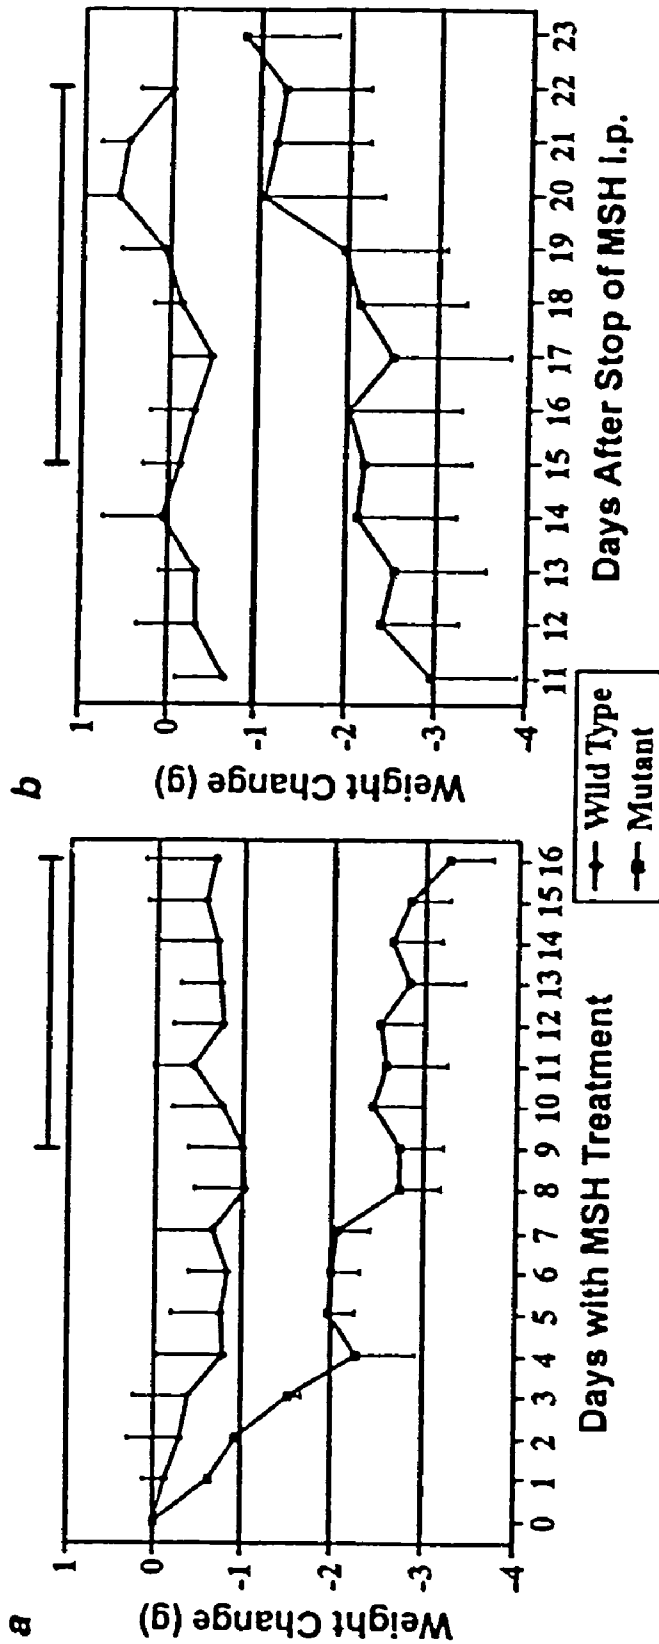 a
Weight Change (g)
1
0
-1
-2
-3
-4
0 1 2 3 4 5 6 7 8 9 10 11 12 13 14 15 16
Days with MSH Treatment
b
Weight Change (g)
1
0
-1
-2
-3
-4
11 12 13 14 15 16 17 18 19 20 21 22 23
Days After Stop of MSH i.p.
Wild Type
Mutant